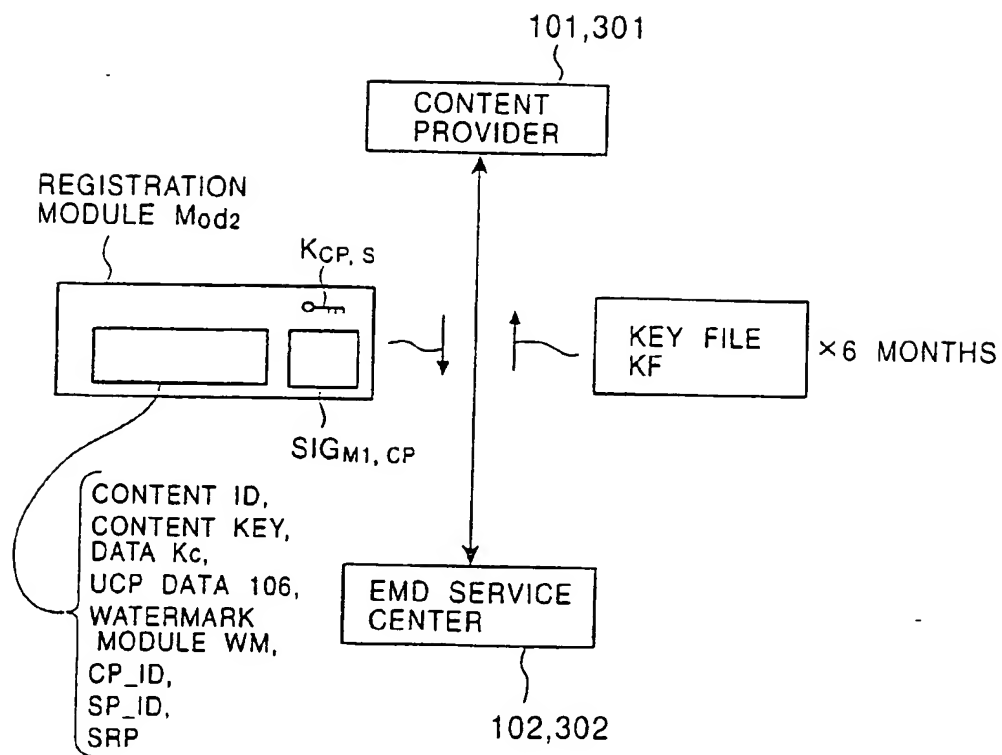 101,301
CONTENT
PROVIDER
REGISTRATION
MODULE Mod2
KCP, S
KEY FILE
KF
×6 MONTHS
SIGM1, CP
CONTENT ID,
CONTENT KEY,
DATA Kc,
UCP DATA 106,
WATERMARK
MODULE WM,
CP_ID,
SP_ID,
SRP
EMD SERVICE
CENTER
102,302